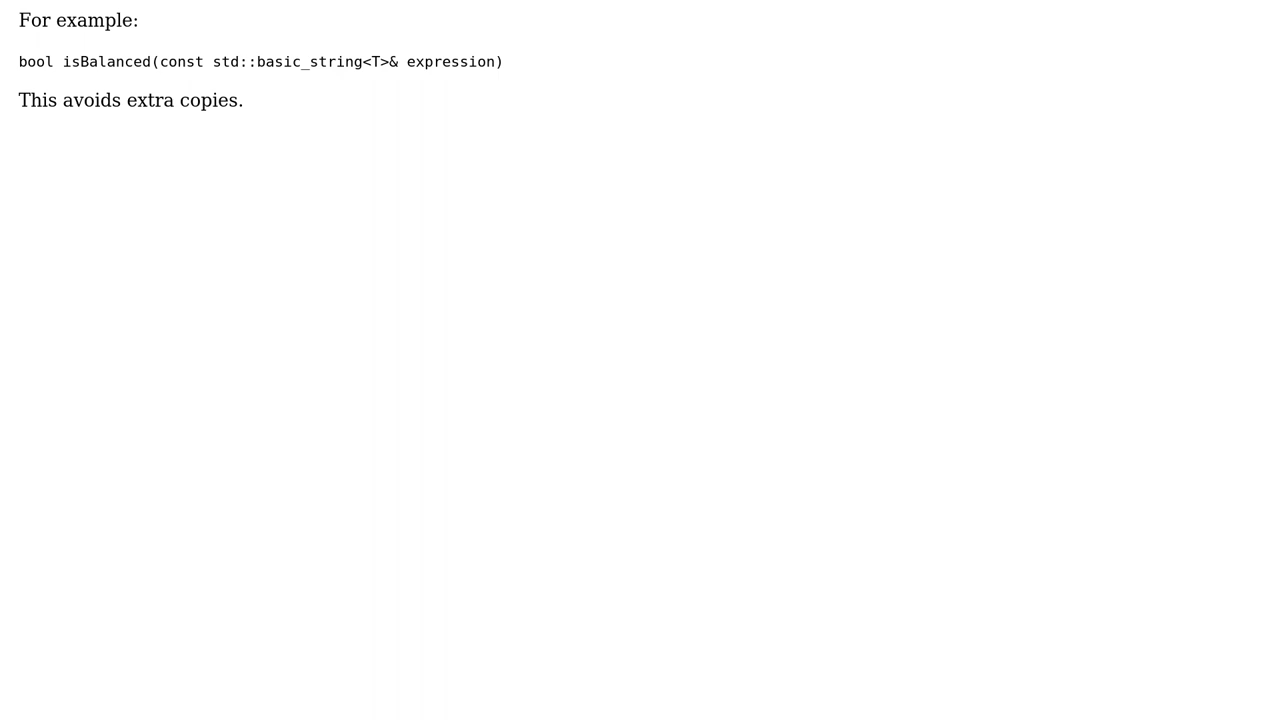 For example:
bool isBalanced(const std::basic_string<T>& expression)
This avoids extra copies.